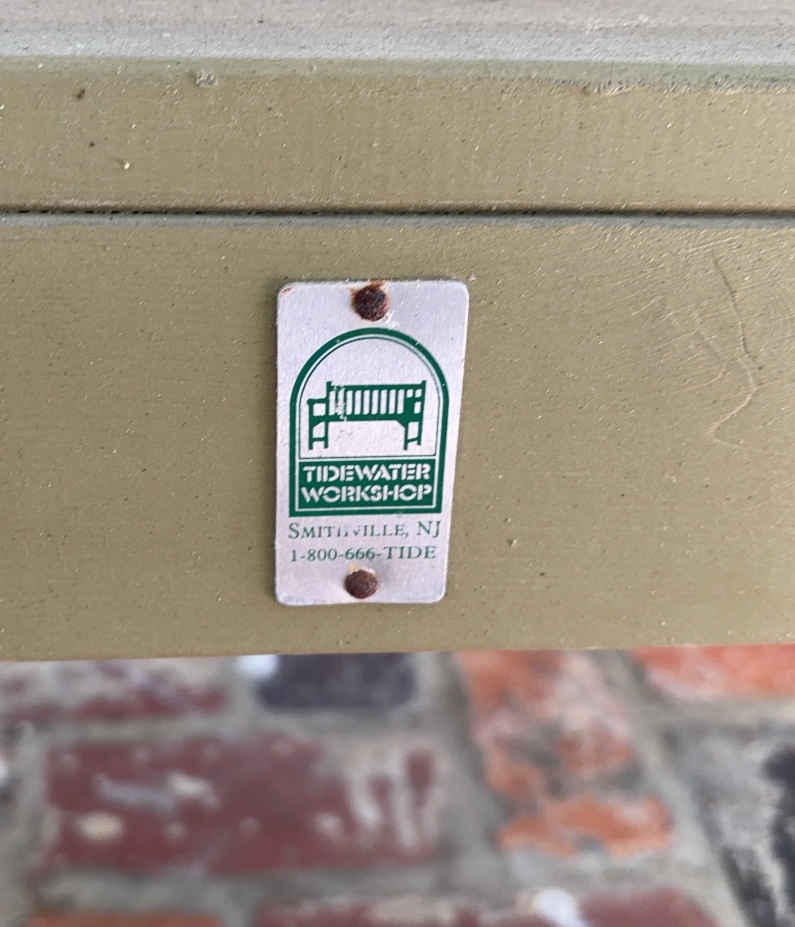 TIDEWATER
WORKSHOP
SMITHVILLE, NJ
1-800-666-TIDE